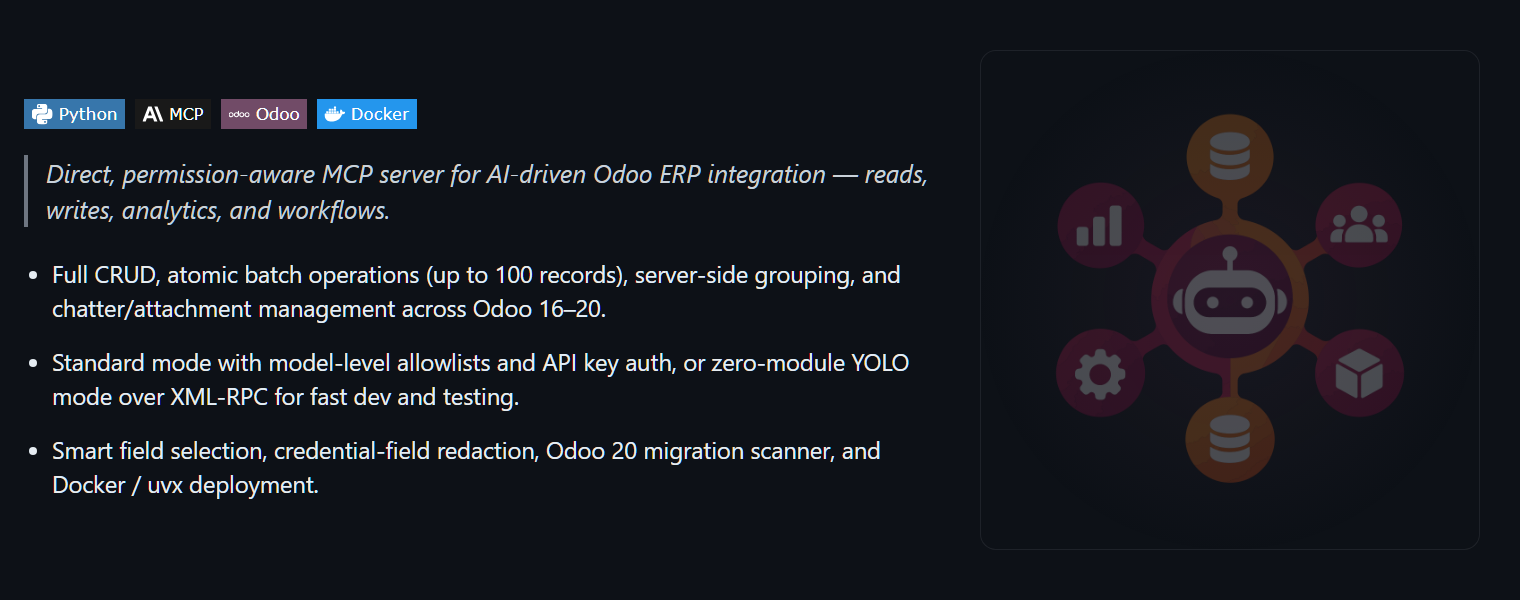 Python MCP odoo Odoo Docker
Direct, permission-aware MCP server for AI-driven Odoo ERP integration — reads,
writes, analytics, and workflows.
• Full CRUD, atomic batch operations (up to 100 records), server-side grouping, and
chatter/attachment management across Odoo 16–20.
• Standard mode with model-level allowlists and API key auth, or zero-module YOLO
mode over XML-RPC for fast dev and testing.
• Smart field selection, credential-field redaction, Odoo 20 migration scanner, and
Docker / uvx deployment.